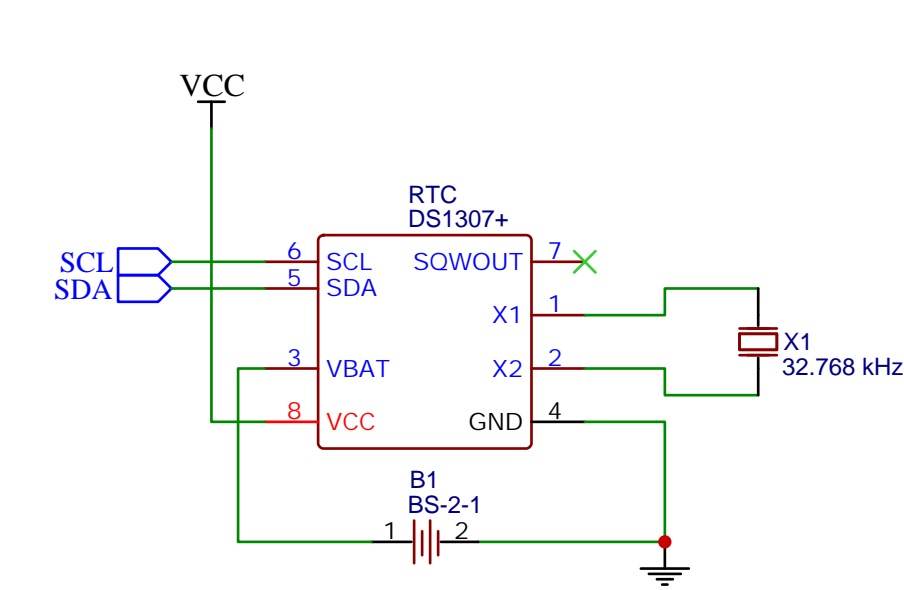 VCC
RTC
DS1307+
SCL
6
SCL
SQWOUT
7
SDA
5
SDA
X1
1
X1
32.768 kHz
3
VBAT
X2
2
8
VCC
GND
4
B1
BS-2-1
1
2